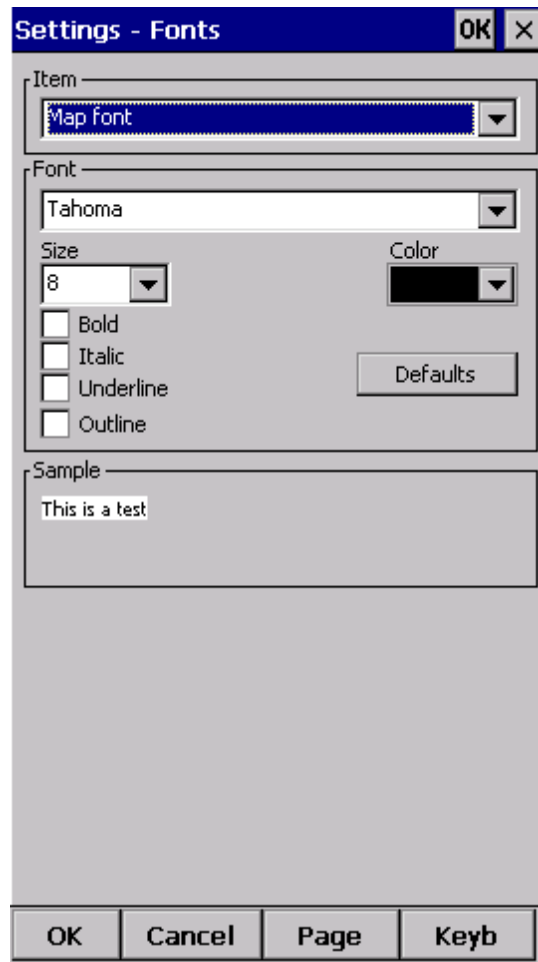 Settings - Fonts OK ×
Item
Map font
Font
Tahoma
Size Color
8
Bold
Italic
Underline
Defaults
Outline
Sample
This is a test
OK Cancel Page Keyb